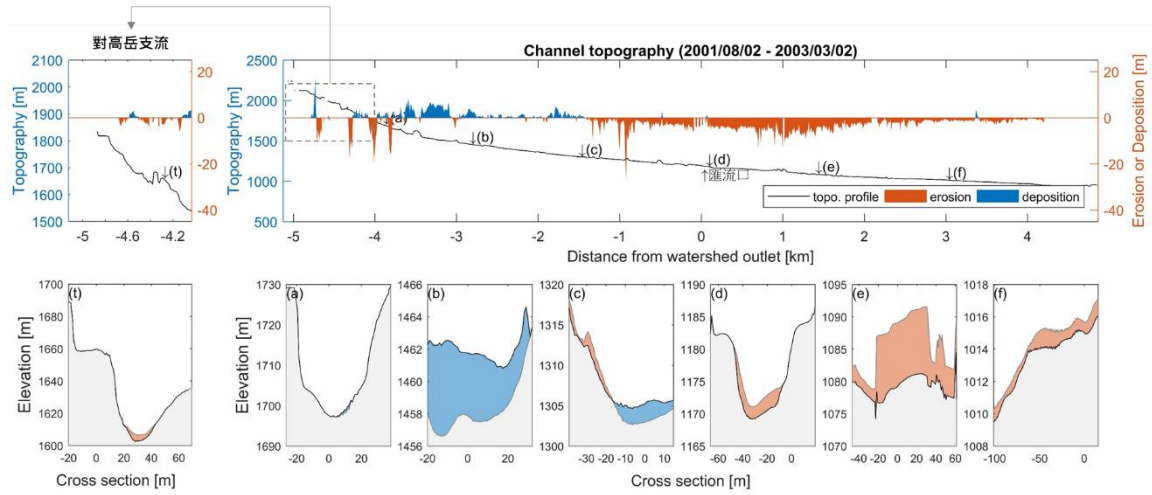 對高岳支流
Channel topography (2001/08/02 - 2003/03/02)
Topography [m]
2100
2000
1900
1800
1700
1600
1500
20
0
-20
-40
-5 -4.6 -4.2
(t)
Topography [m]
2500
2000
1500
1000
500
(a)
(b)
(c)
(d)
↑匯流口
(e)
(f)
topo. profile erosion deposition
20
0
-20
-40
Erosion or Deposition [m]
-5 -4 -3 -2 -1 0 1 2 3 4
Distance from watershed outlet [km]
(t)
Elevation [m]
1700
1680
1660
1640
1620
1600
-20 0 20 40 60
Cross section [m]
(a)
Elevation [m]
1730
1720
1710
1700
1690
-20 0 20
(b)
1466
1464
1462
1460
1458
1456
-20 0 20
(c)
1320
1315
1310
1305
1300
-30 -20 -10 0 10
(d)
1190
1185
1180
1175
1170
1165
-60 -40 -20 0
(e)
1095
1090
1085
1080
1075
1070
-40 -20 0 20 40 60
(f)
1018
1016
1014
1012
1010
1008
-100 -50 0
Cross section [m]